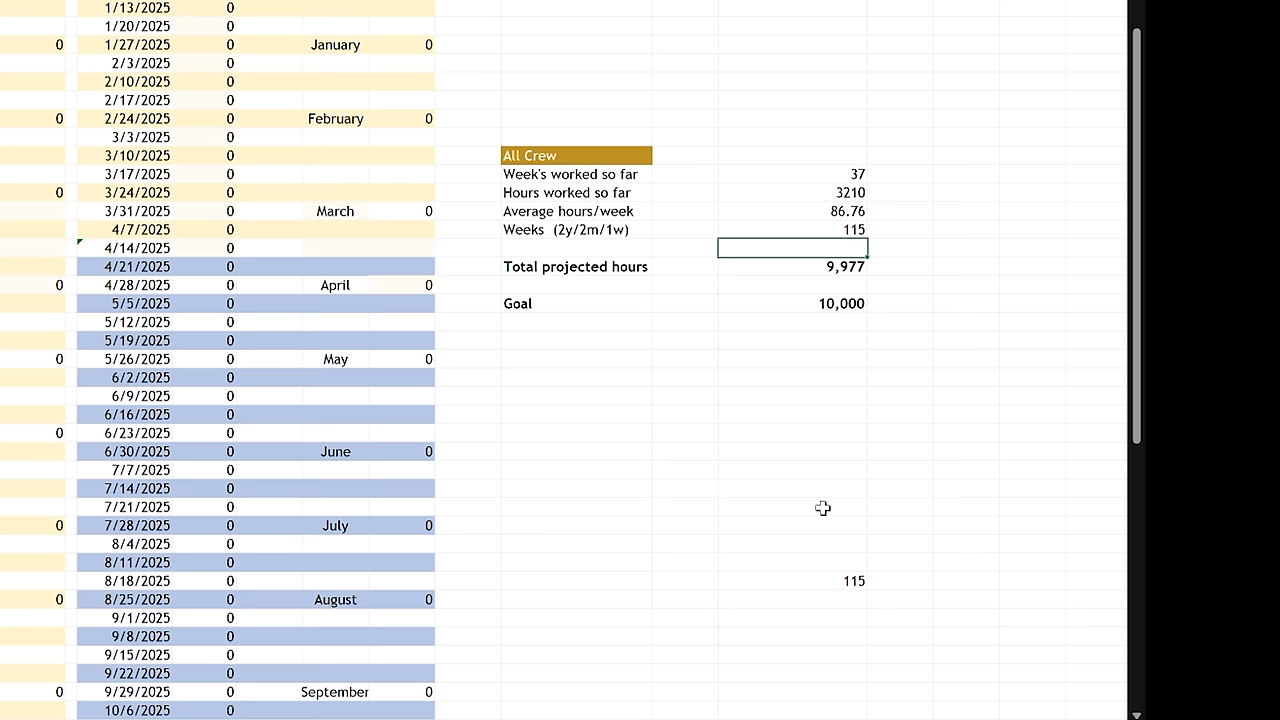 1/13/2025 0
1/20/2025 0
0 1/27/2025 0 January 0
2/3/2025 0
2/10/2025 0
2/17/2025 0
0 2/24/2025 0 February 0
3/3/2025 0
3/10/2025 0 All Crew
3/17/2025 0 Week's worked so far 37
0 3/24/2025 0 Hours worked so far 3210
3/31/2025 0 March 0 Average hours/week 86.76
4/7/2025 0 Weeks (2y/2m/1w) 115
4/14/2025 0
4/21/2025 0 Total projected hours 9,977
0 4/28/2025 0 April 0
5/5/2025 0 Goal 10,000
5/12/2025 0
5/19/2025 0
0 5/26/2025 0 May 0
6/2/2025 0
6/9/2025 0
6/16/2025 0
0 6/23/2025 0
6/30/2025 0 June 0
7/7/2025 0
7/14/2025 0
7/21/2025 0
0 7/28/2025 0 July 0
8/4/2025 0
8/11/2025 0
8/18/2025 0 115
0 8/25/2025 0 August 0
9/1/2025 0
9/8/2025 0
9/15/2025 0
9/22/2025 0
0 9/29/2025 0 September 0
10/6/2025 0